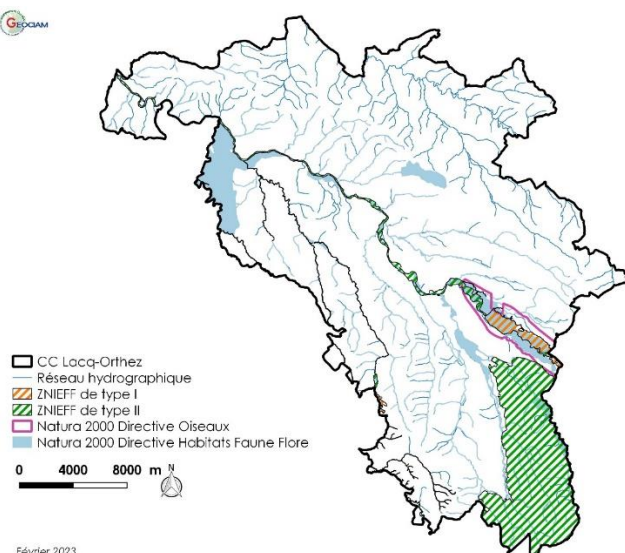 GEOCIAM
CC Lacq-Orthez
Réseau hydrographique
ZNIEFF de type I
ZNIEFF de type II
Natura 2000 Directive Oiseaux
Natura 2000 Directive Habitats Faune Flore
0 4000 8000 m N
Février 2023